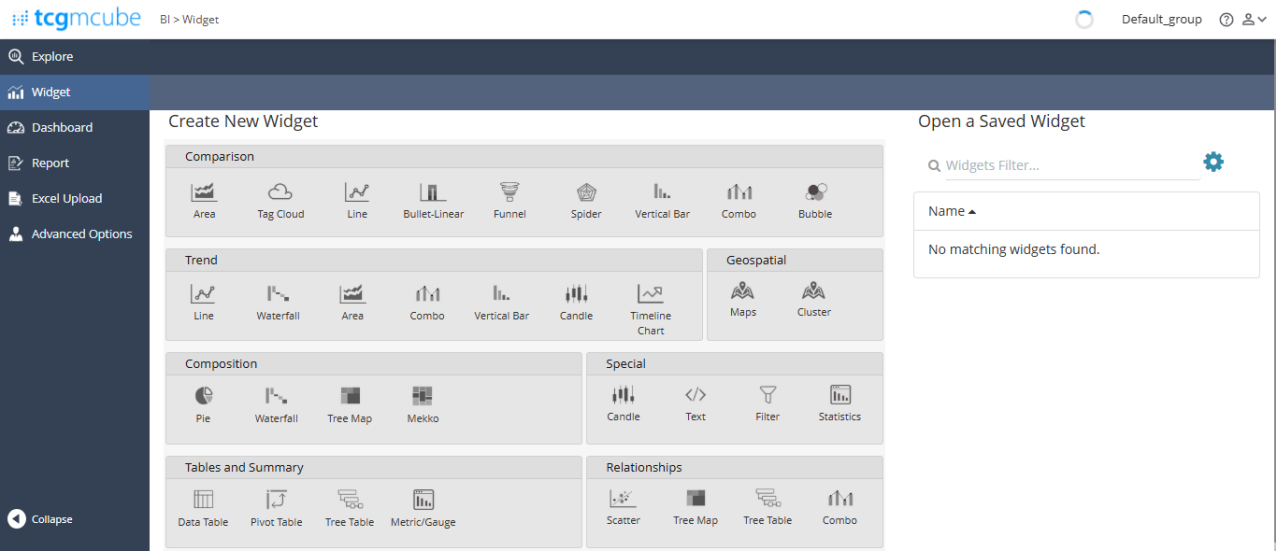 tcgmcube
BI > Widget
Default_group
Explore
Widget
Dashboard
Report
Excel Upload
Advanced Options
Collapse
Create New Widget
Comparison
Area Tag Cloud Line Bullet-Linear Funnel Spider Vertical Bar Combo Bubble
Trend
Line Waterfall Area Combo Vertical Bar Candle Timeline
Chart
Geospatial
Maps Cluster
Composition
Pie Waterfall Tree Map Mekko
Special
Candle Text Filter Statistics
Tables and Summary
Data Table Pivot Table Tree Table Metric/Gauge
Relationships
Scatter Tree Map Tree Table Combo
Open a Saved Widget
Widgets Filter...
Name
No matching widgets found.